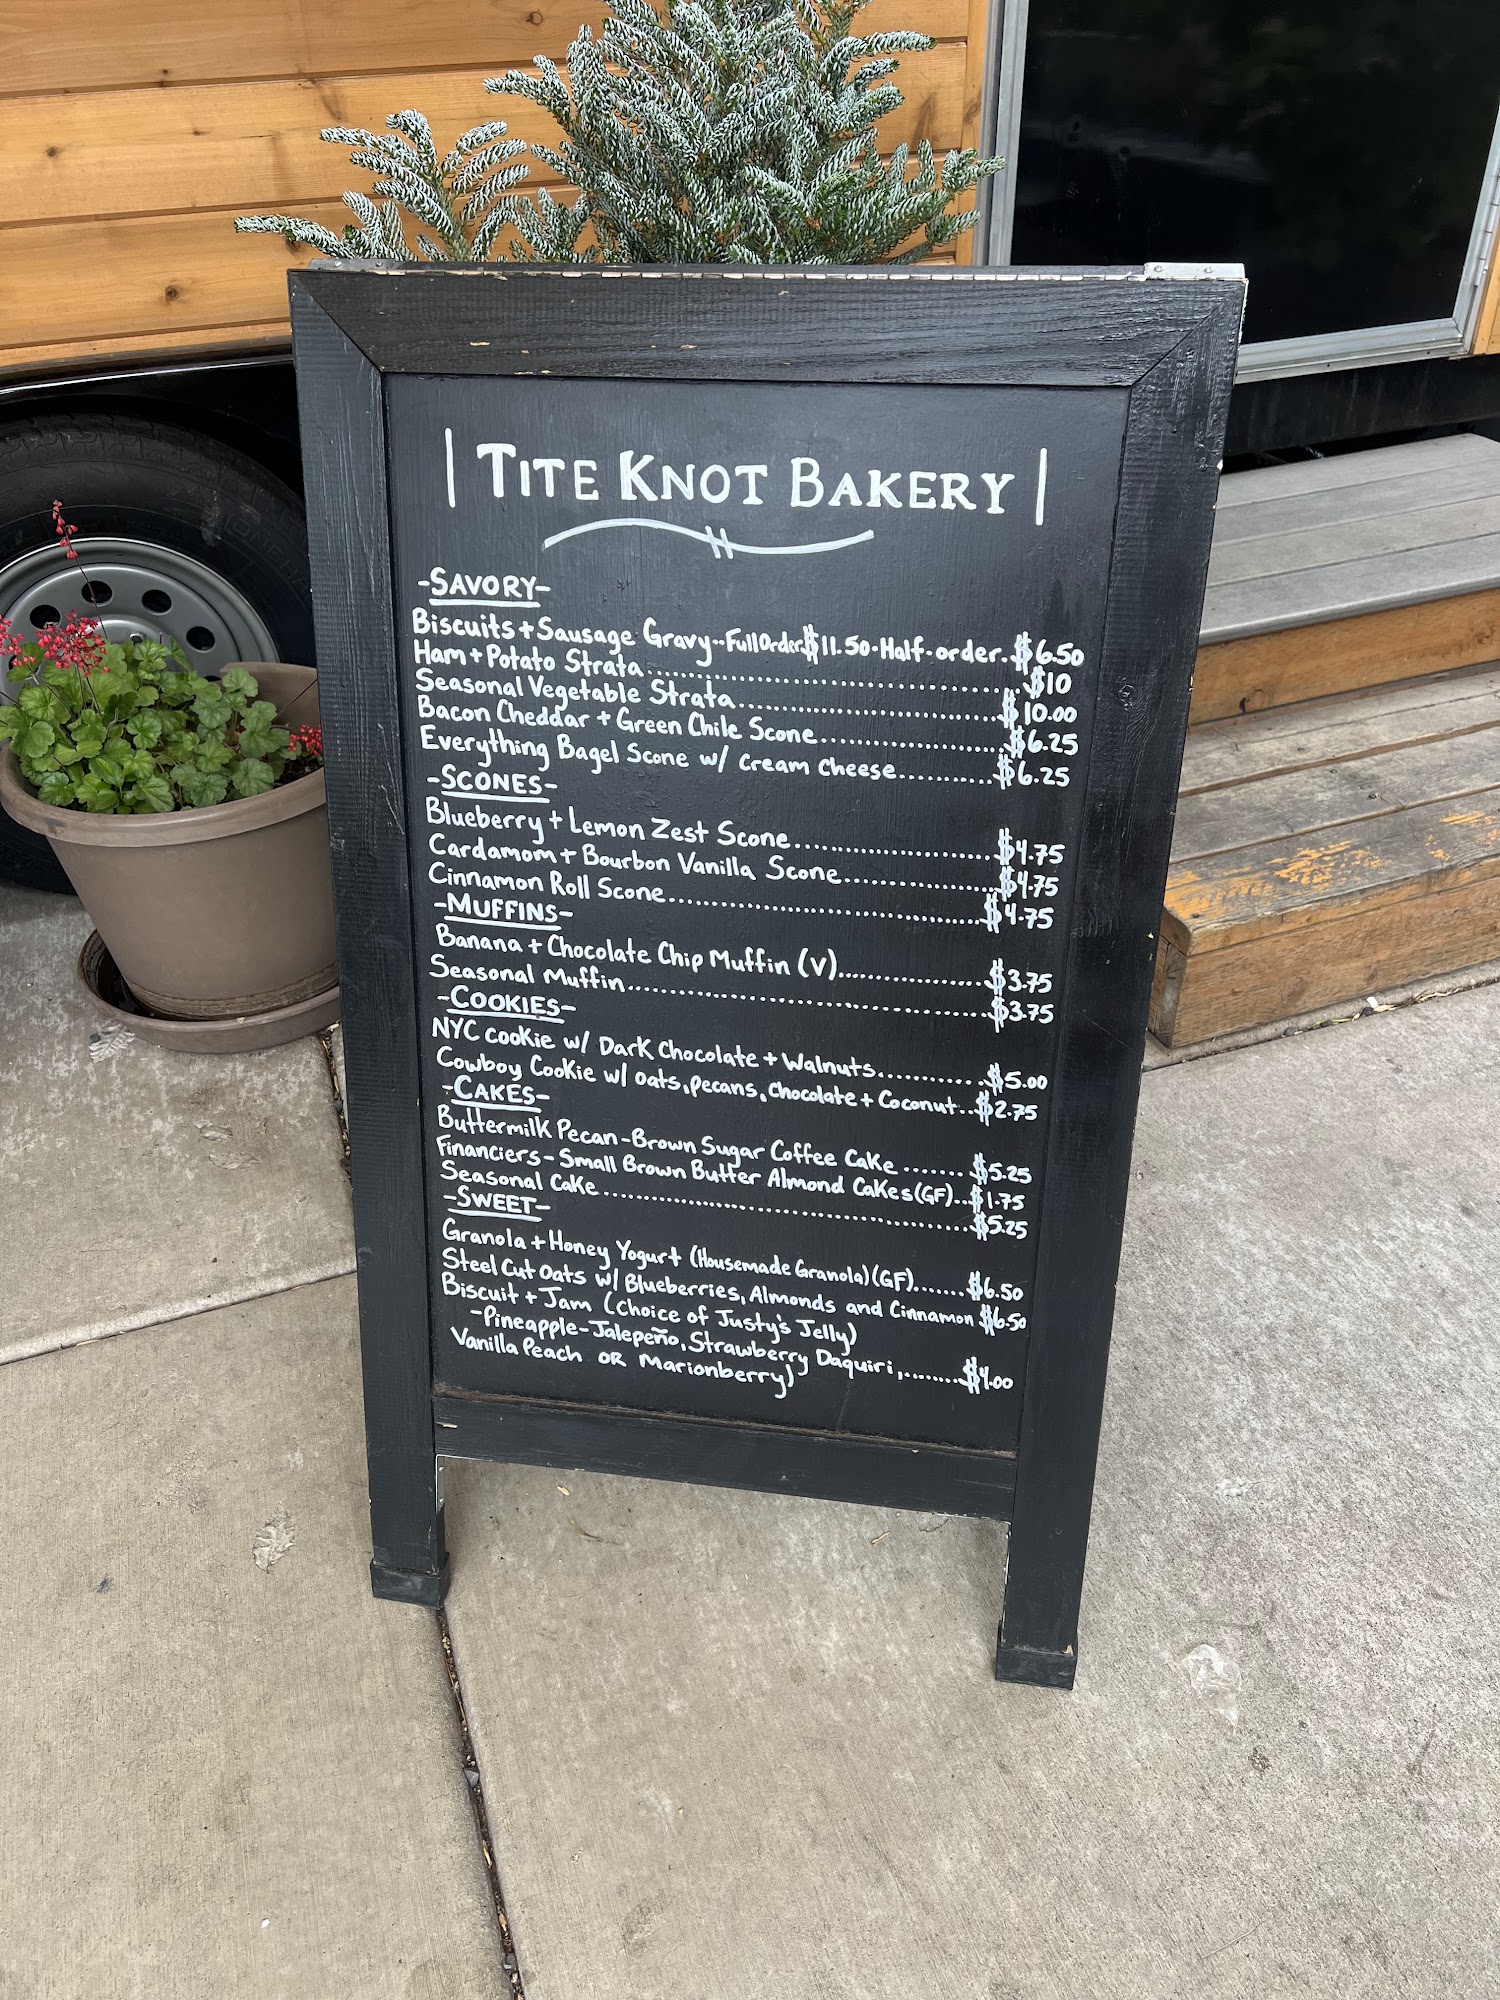 | TITE KNOT BAKERY |
-SAVORY-
Biscuits + Sausage Gravy--Full Order $11.50-Half-order.$6.50
Ham + Potato Strata..........$10
Seasonal Vegetable Strata..........$10.00
Bacon Cheddar + Green Chile Scone..........$6.25
Everything Bagel Scone w/ cream cheese..........$6.25
-SCONES-
Blueberry + Lemon Zest Scone..........$4.75
Cardamom + Bourbon Vanilla Scone..........$4.75
Cinnamon Roll Scone..........$4.75
-MUFFINS-
Banana + Chocolate Chip Muffin (V)..........$3.75
Seasonal Muffin..........$3.75
-COOKIES-
NYC cookie w/ Dark Chocolate + Walnuts..........$5.00
Cowboy Cookie w/ oats, pecans, chocolate + Coconut...$2.75
-CAKES-
Buttermilk Pecan-Brown Sugar Coffee Cake.......$5.25
Financiers-Small Brown Butter Almond Cakes (GF)...$1.75
Seasonal Cake..........$5.25
-SWEET-
Granola + Honey Yogurt (Housemade Granola) (GF).......$6.50
Steel Cut Oats w/ Blueberries, Almonds and Cinnamon $6.50
Biscuit + Jam (Choice of Justy's Jelly)
-Pineapple-Jalepeño, Strawberry Daquiri,.........$4.00
Vanilla Peach OR Marionberry)